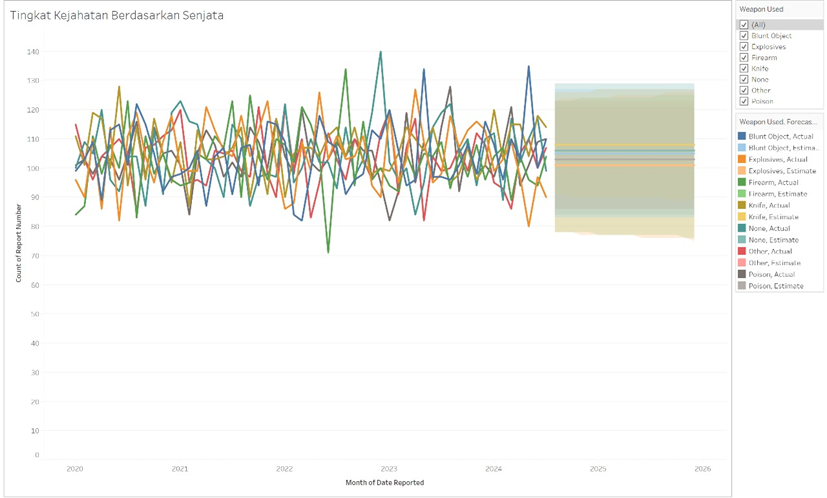 Tingkat Kejahatan Berdasarkan Senjata
Count of Report Number
140
130
120
110
100
90
80
70
60
50
40
30
20
10
0
2020 2021 2022 2023 2024 2025 2026
Month of Date Reported
Weapon Used
(All)
Blunt Object
Explosives
Firearm
Knife
None
Other
Poison
Weapon Used, Forecas...
Blunt Object, Actual
Blunt Object, Estima..
Explosives, Actual
Explosives, Estimate
Firearm, Actual
Firearm, Estimate
Knife, Actual
Knife, Estimate
None, Actual
None, Estimate
Other, Actual
Other, Estimate
Poison, Actual
Poison, Estimate